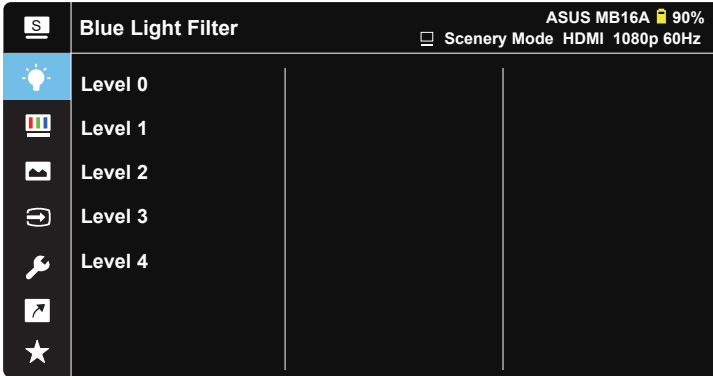 S
Blue Light Filter
ASUS MB16A 90%
Scenery Mode HDMI 1080p 60Hz
Level 0
Level 1
Level 2
Level 3
Level 4